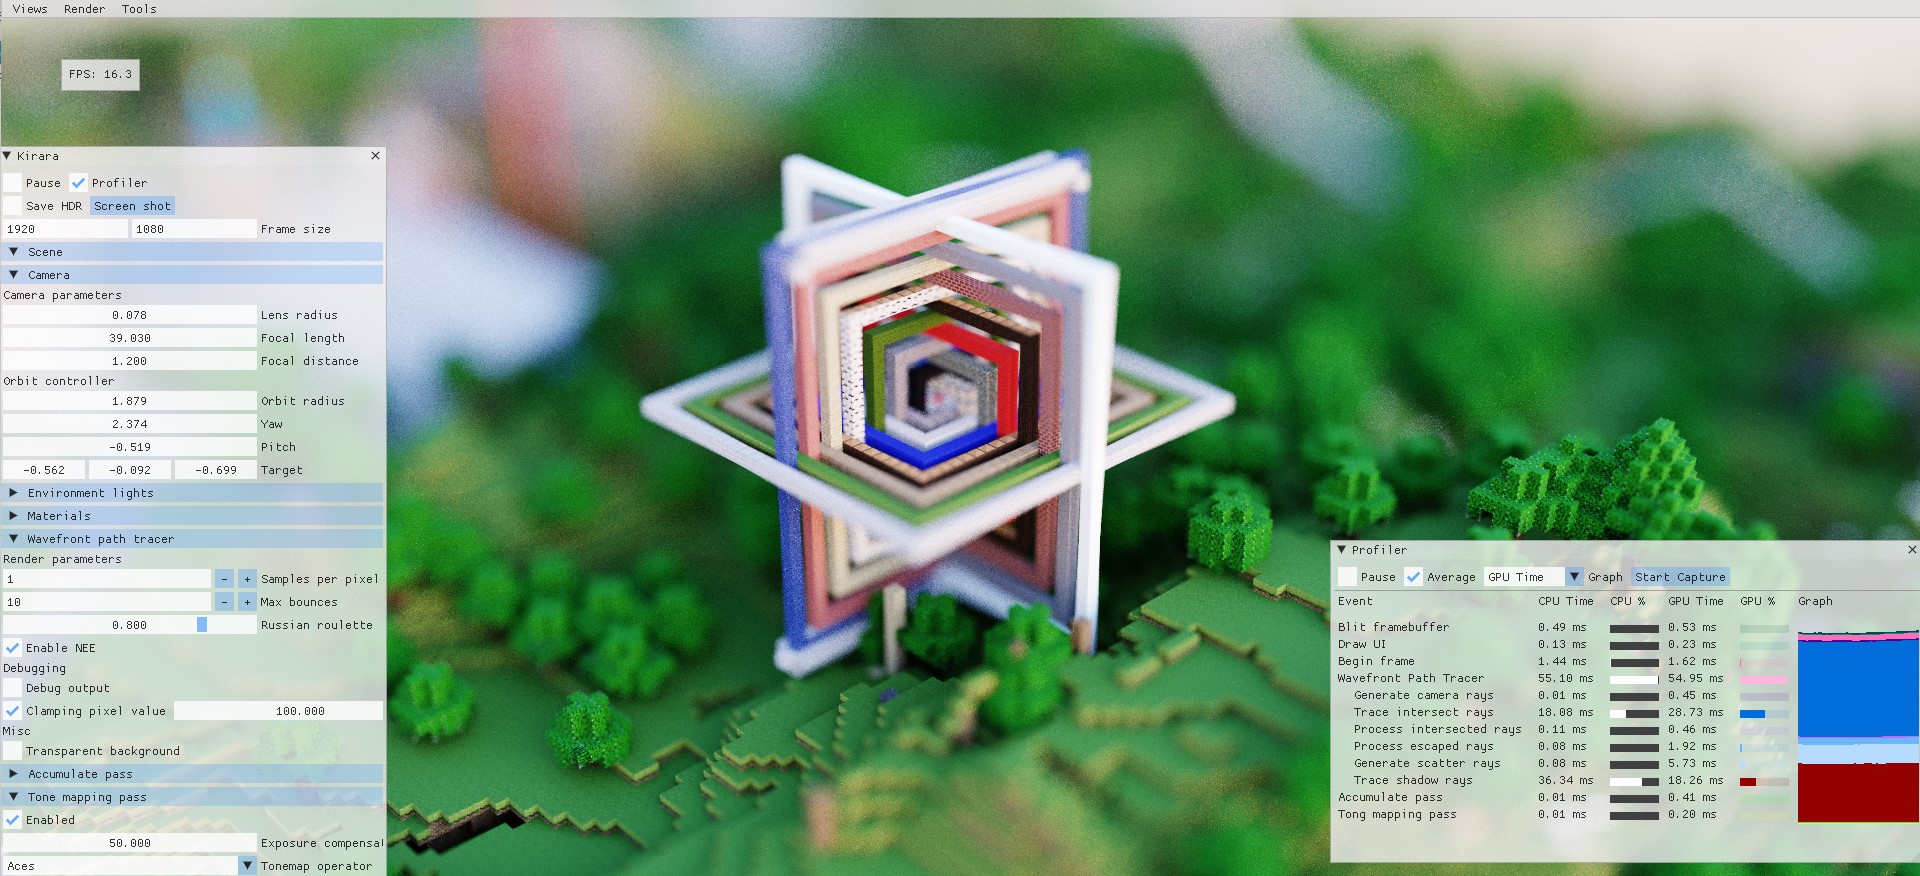 Views Render Tools
FPS: 16.3
Kirara
Pause Profiler
Save HDR Screen shot
1920 1080 Frame size
Scene
Camera
Camera parameters
0.078 Lens radius
39.030 Focal length
1.200 Focal distance
Orbit controller
1.879 Orbit radius
2.374 Yaw
-0.519 Pitch
-0.562 -0.092 -0.699 Target
Environment lights
Materials
Wavefront path tracer
Render parameters
1 - + Samples per pixel
10 - + Max bounces
0.800 Russian roulette
Enable NEE
Debugging
Debug output
Clamping pixel value 100.000
Misc
Transparent background
Accumulate pass
Tone mapping pass
Enabled
50.000 Exposure compensa
Aces Tonemap operator
Profiler
Pause Average GPU Time Graph Start Capture
Event CPU Time CPU % GPU Time GPU % Graph
Blit framebuffer 0.49 ms 0.53 ms
Draw UI 0.13 ms 0.23 ms
Begin frame 1.44 ms 1.62 ms
Wavefront Path Tracer 55.10 ms 54.95 ms
Generate camera rays 0.01 ms 0.45 ms
Trace intersect rays 18.08 ms 28.73 ms
Process intersected rays 0.11 ms 0.46 ms
Process escaped rays 0.08 ms 1.92 ms
Generate scatter rays 0.08 ms 5.73 ms
Trace shadow rays 36.34 ms 18.26 ms
Accumulate pass 0.01 ms 0.41 ms
Tong mapping pass 0.01 ms 0.20 ms